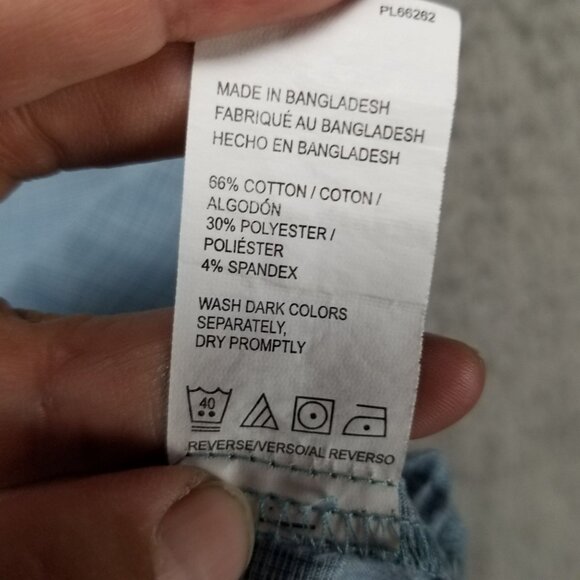 PL66262
MADE IN BANGLADESH
FABRIQUÉ AU BANGLADESH
HECHO EN BANGLADESH
66% COTTON / COTON /
ALGODÓN
30% POLYESTER /
POLIÉSTER
4% SPANDEX
WASH DARK COLORS
SEPARATELY,
DRY PROMPTLY
40
REVERSE/VERSO/AL REVERSO